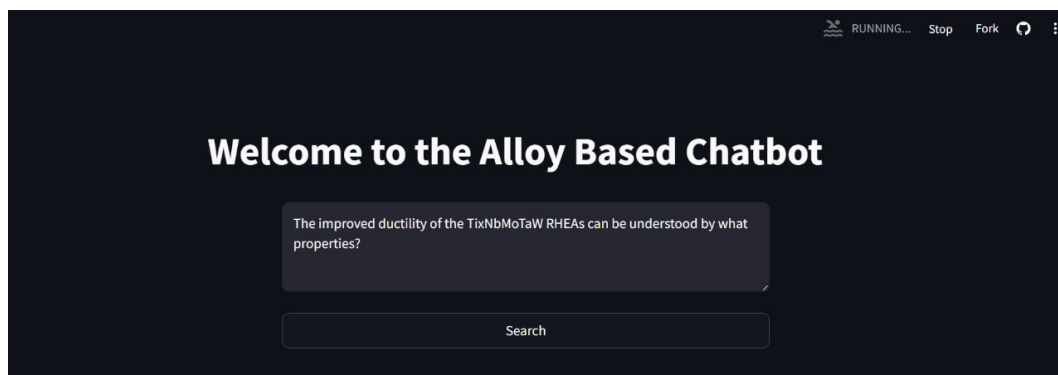 RUNNING... Stop Fork
Welcome to the Alloy Based Chatbot
The improved ductility of the TixNbMoTaW RHEAs can be understood by what
properties?
Search